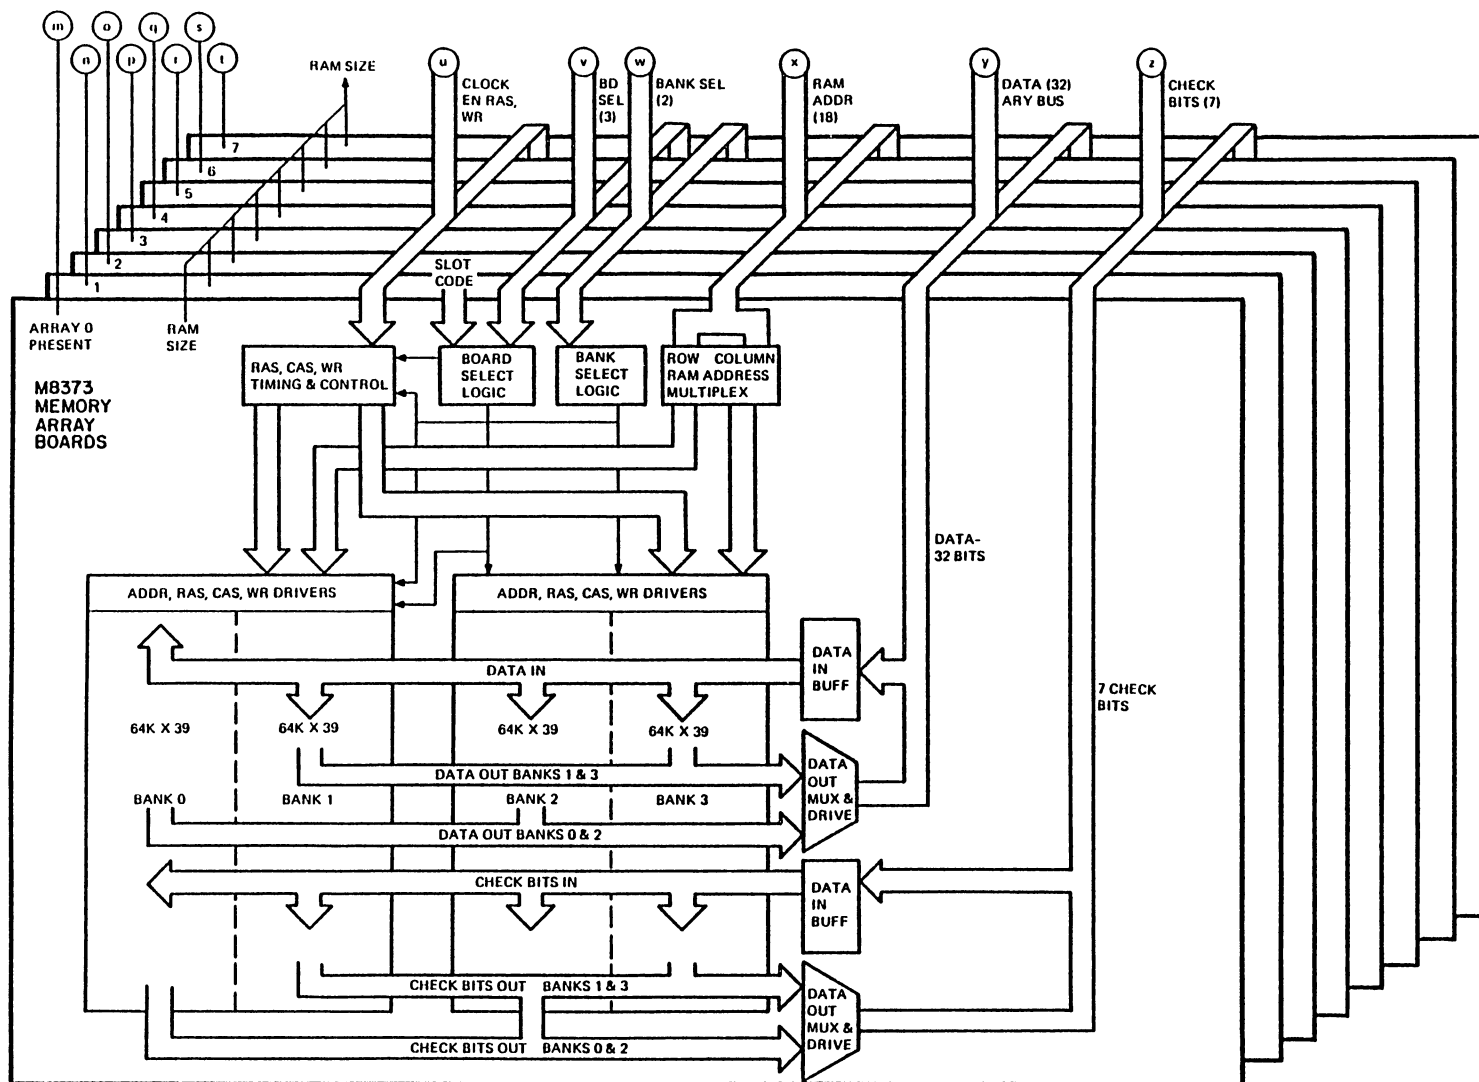 m
o
q
s
n
p
r
t
u
v
w
x
y
z
RAM SIZE
CLOCK
EN RAS,
WR
BD
SEL
(3)
BANK SEL
(2)
RAM
ADDR
(18)
DATA (32)
ARY BUS
CHECK
BITS (7)
7
6
5
4
3
2
1
SLOT
CODE
ARRAY 0
PRESENT
RAM
SIZE
M8373
MEMORY
ARRAY
BOARDS
RAS, CAS, WR
TIMING & CONTROL
BOARD
SELECT
LOGIC
BANK
SELECT
LOGIC
ROW COLUMN
RAM ADDRESS
MULTIPLEX
DATA-
32 BITS
ADDR, RAS, CAS, WR DRIVERS
ADDR, RAS, CAS, WR DRIVERS
DATA IN
DATA
IN
BUFF
7 CHECK
BITS
64K X 39
64K X 39
64K X 39
64K X 39
DATA OUT BANKS 1 & 3
DATA
OUT
MUX &
DRIVE
BANK 0
BANK 1
BANK 2
BANK 3
DATA OUT BANKS 0 & 2
CHECK BITS IN
DATA
IN
BUFF
CHECK BITS OUT BANKS 1 & 3
DATA
OUT
MUX &
DRIVE
CHECK BITS OUT BANKS 0 & 2